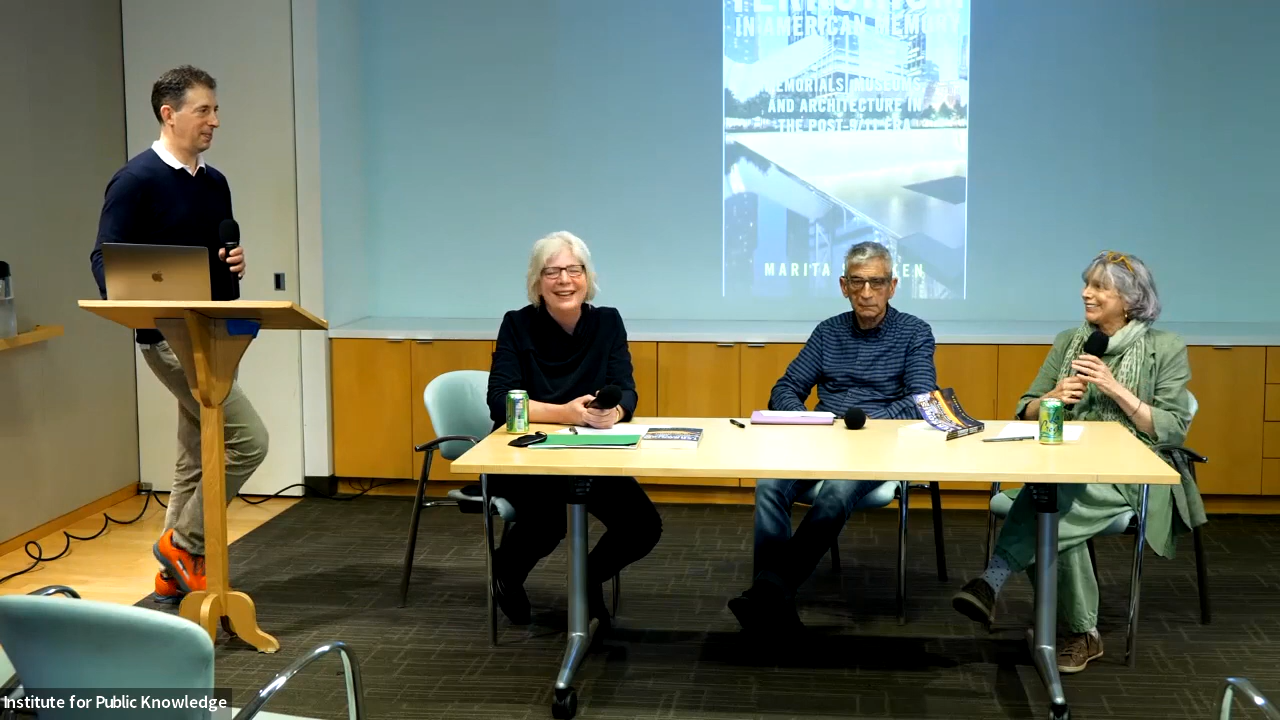 IN AMERICAN MEMORY
MEMORIALS, MUSEUMS,
AND ARCHITECTURE IN
THE POST-9/11 ERA
MARITA
Institute for Public Knowledge